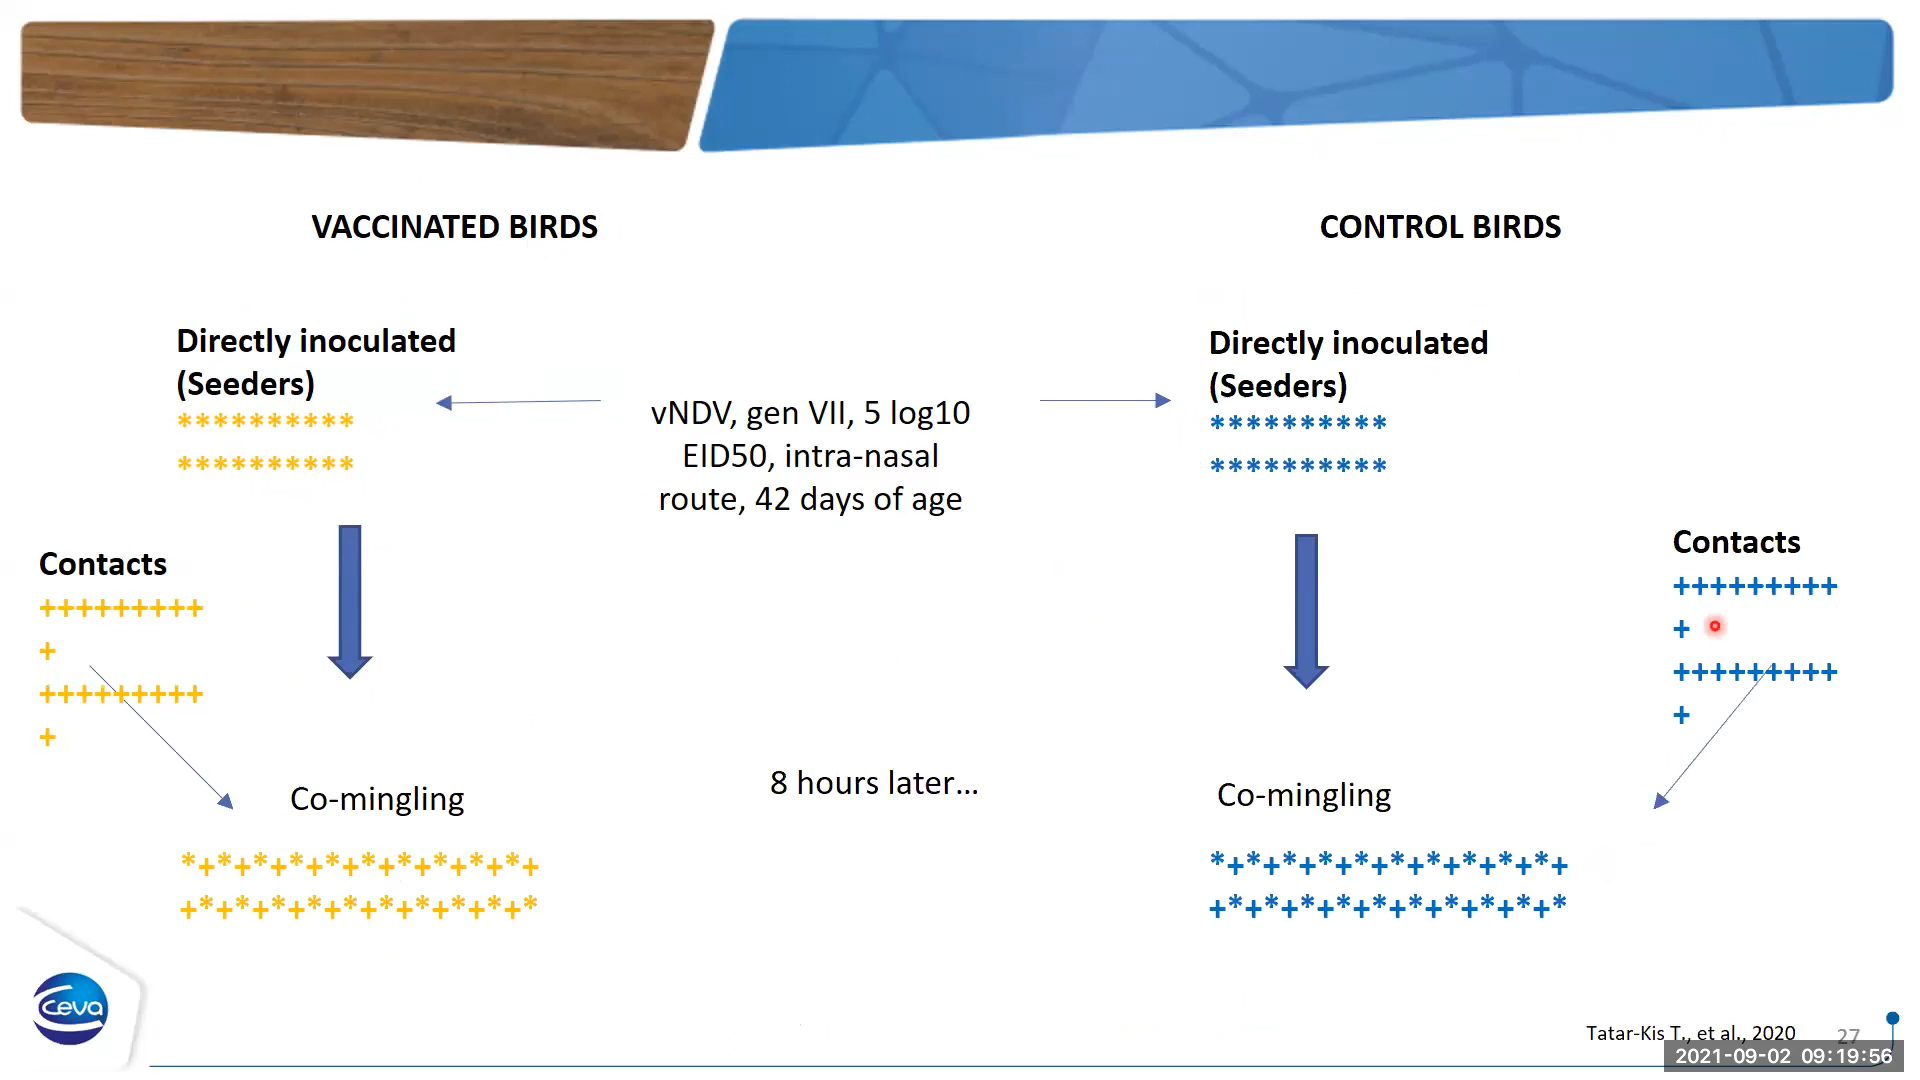 VACCINATED BIRDS
CONTROL BIRDS
Directly inoculated
(Seeders)
**********
**********
vNDV, gen VII, 5 log10
EID50, intra-nasal
route, 42 days of age
Directly inoculated
(Seeders)
**********
**********
Contacts
+++++++++
+
+++++++++
+
Contacts
+++++++++
+
+++++++++
+
Co-mingling
8 hours later...
Co-mingling
*+*+*+*+*+*+*+*+*+*+
+*+*+*+*+*+*+*+*+*+*
*+*+*+*+*+*+*+*+*+*+
+*+*+*+*+*+*+*+*+*+*
ceva
Tatar-Kis T., et al., 2020
27
2021-09-02 09:19:56